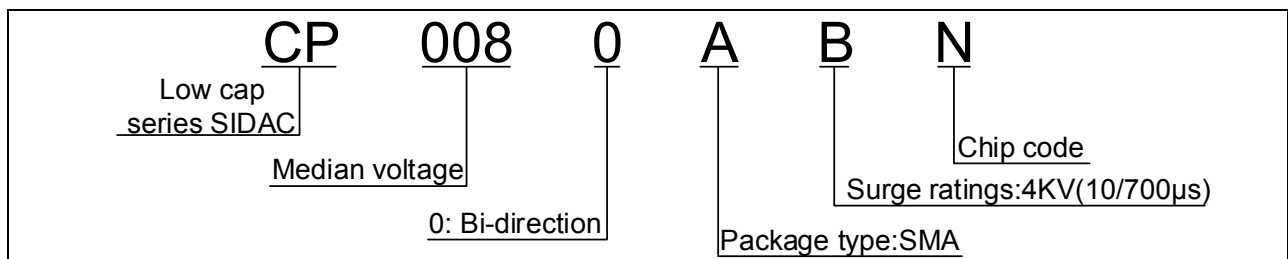 CP 008 0 A B N
Low cap
series SIDAC
Chip code
Median voltage
Surge ratings:4KV(10/700µs)
0: Bi-direction
Package type:SMA